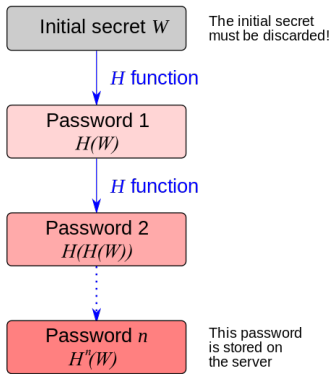 Initial secret W
The initial secret
must be discarded!
H function
Password 1
H(W)
H function
Password 2
H(H(W))
Password n
Hⁿ(W)
This password
is stored on
the server